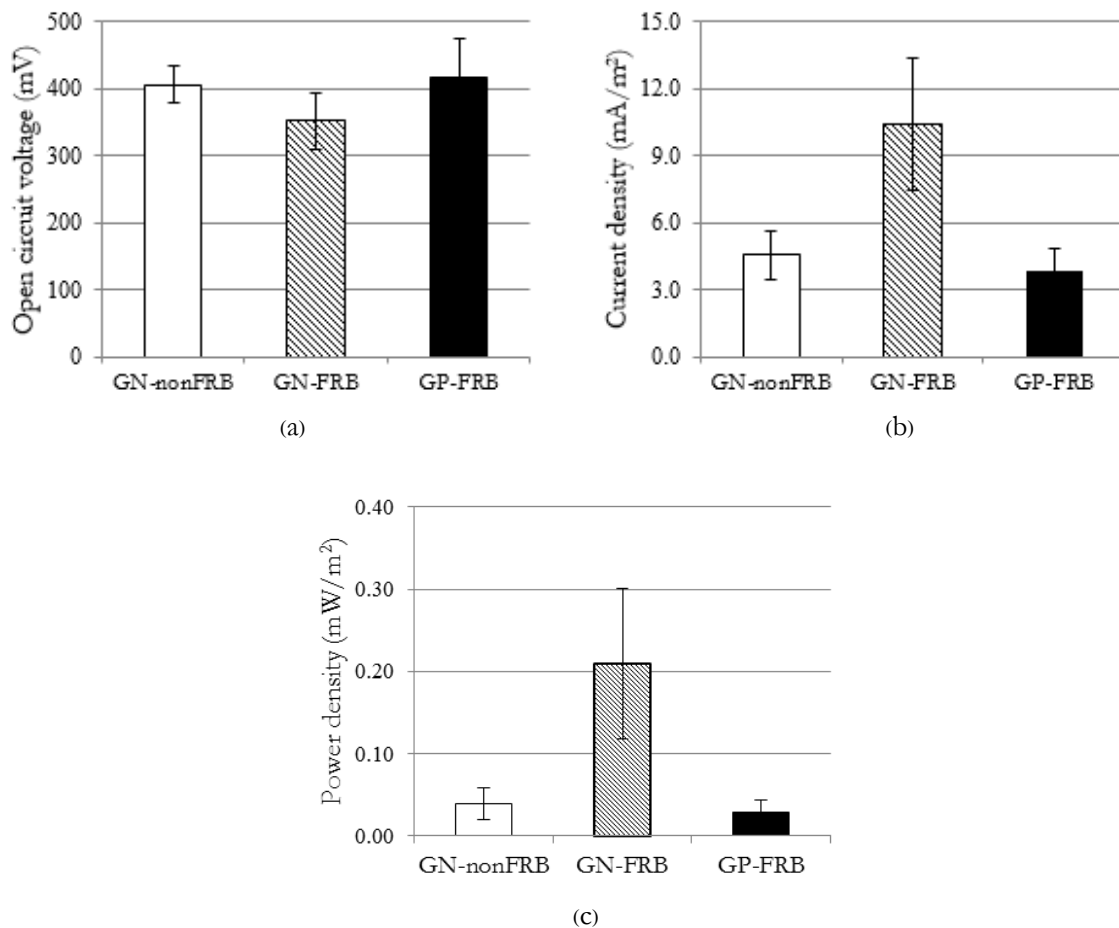 Open circuit voltage (mV)
500
400
300
200
100
0
GN-nonFRB GN-FRB GP-FRB
(a)
Current density (mA/m²)
15.0
12.0
9.0
6.0
3.0
0.0
GN-nonFRB GN-FRB GP-FRB
(b)
Power density (mW/m²)
0.40
0.30
0.20
0.10
0.00
GN-nonFRB GN-FRB GP-FRB
(c)